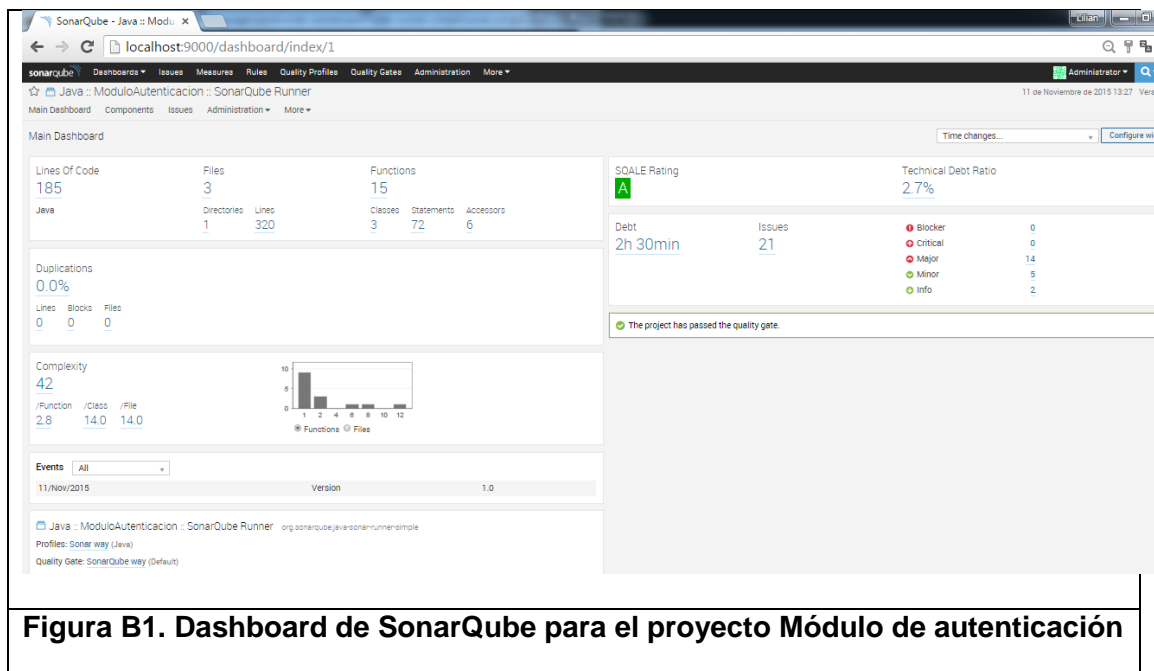 SonarQube - Java :: Modu
Lilian
localhost:9000/dashboard/index/1
sonarqube Dashboards Issues Measures Rules Quality Profiles Quality Gates Administration More Administrator
Java :: ModuloAutenticacion :: SonarQube Runner
11 de Noviembre de 2015 13:27 Vers
Main Dashboard Components Issues Administration More
Main Dashboard
Time changes...
Configure wi
Lines Of Code Files Functions
185 3 15
Java Directories Lines Classes Statements Accessors
1 320 3 72 6
Duplications
0.0%
Lines Blocks Files
0 0 0
Complexity
42
/Function /Class /File
2.8 14.0 14.0
10
5
0
1 2 4 6 8 10 12
Functions Files
Events All
11/Nov/2015 Version 1.0
Java :: ModuloAutenticacion :: SonarQube Runner org.sonarqube:java-sonar-runner-simple
Profiles: Sonar way (Java)
Quality Gate: SonarQube way (Default)
SQALE Rating Technical Debt Ratio
A 2.7%
Debt Issues
2h 30min 21
Blocker 0
Critical 0
Major 14
Minor 5
Info 2
The project has passed the quality gate.
Figura B1. Dashboard de SonarQube para el proyecto Módulo de autenticación